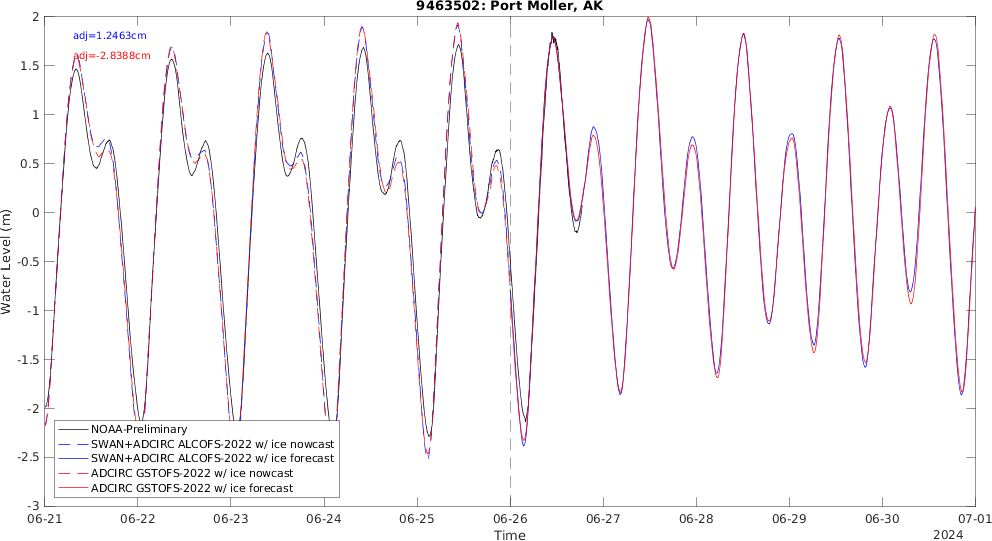 9463502: Port Moller, AK
adj=1.2463cm
adj=-2.8388cm
Water Level (m)
2
1.5
1
0.5
0
-0.5
-1
-1.5
-2
-2.5
-3
NOAA-Preliminary
SWAN+ADCIRC ALCOFS-2022 w/ ice nowcast
SWAN+ADCIRC ALCOFS-2022 w/ ice forecast
ADCIRC GSTOFS-2022 w/ ice nowcast
ADCIRC GSTOFS-2022 w/ ice forecast
06-21 06-22 06-23 06-24 06-25 06-26 06-27 06-28 06-29 06-30 07-01
Time
2024